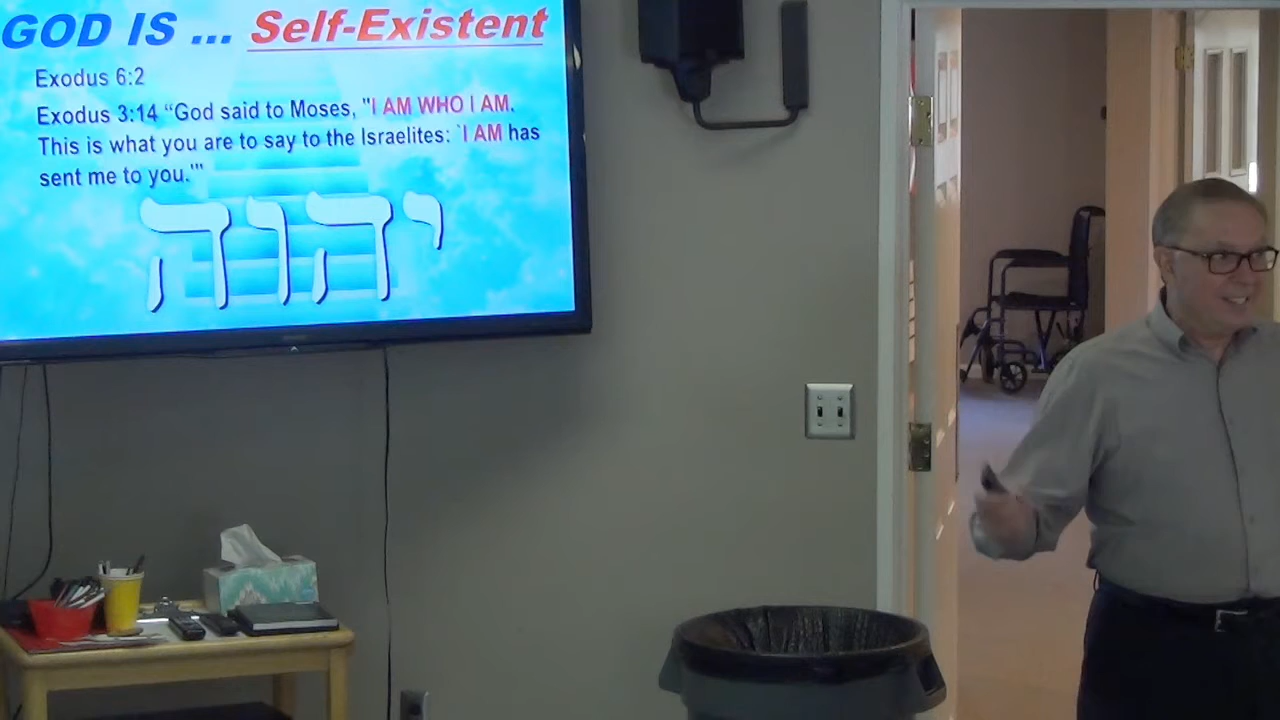 GOD IS ... Self-Existent
Exodus 6:2
Exodus 3:14 “God said to Moses, "I AM WHO I AM.
This is what you are to say to the Israelites: `I AM has
sent me to you.'"
יהוה